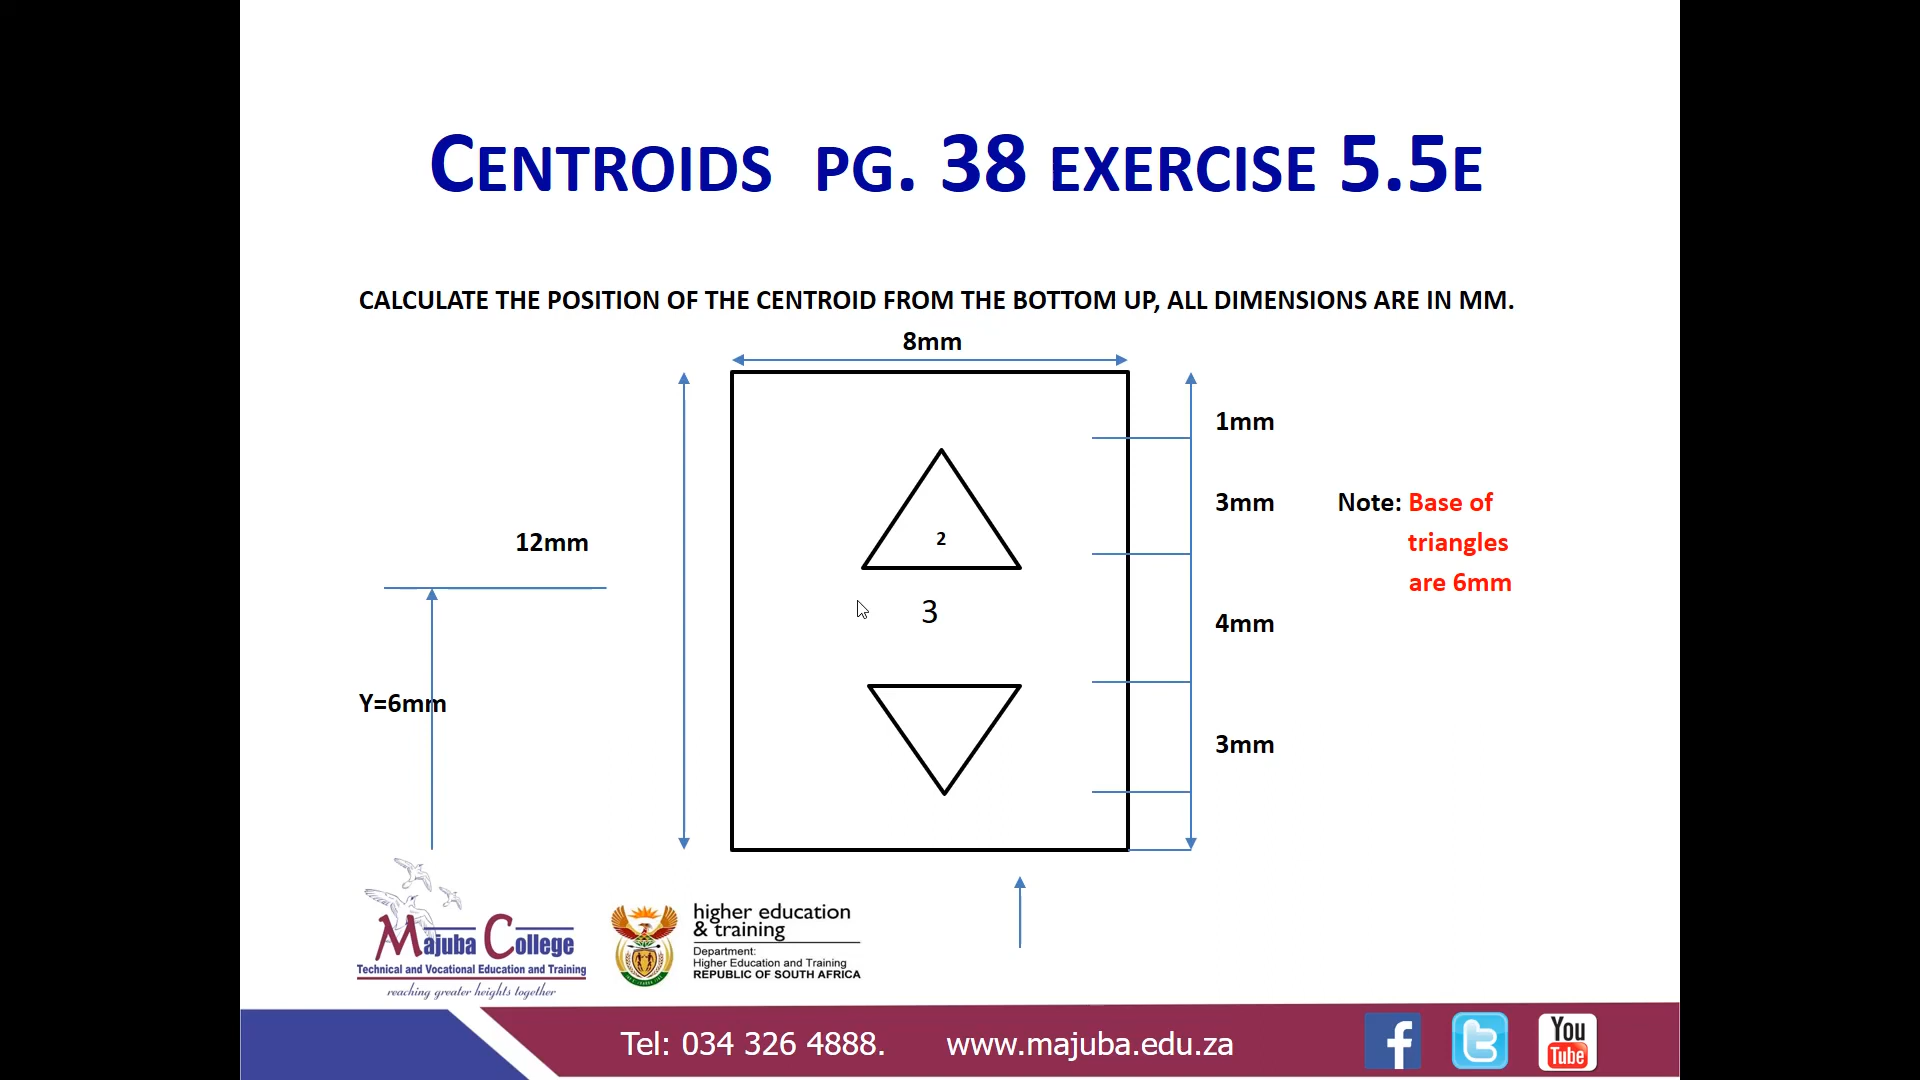 CENTROIDS PG. 38 EXERCISE 5.5E
CALCULATE THE POSITION OF THE CENTROID FROM THE BOTTOM UP, ALL DIMENSIONS ARE IN MM.
8mm
1mm
3mm
Note: Base of
triangles
are 6mm
2
12mm
3
4mm
Y=6mm
3mm
Majuba College
Technical and Vocational Education and Training
reaching greater heights together
higher education
& training
Department:
Higher Education and Training
REPUBLIC OF SOUTH AFRICA
Tel: 034 326 4888. www.majuba.edu.za
f
t
You
Tube